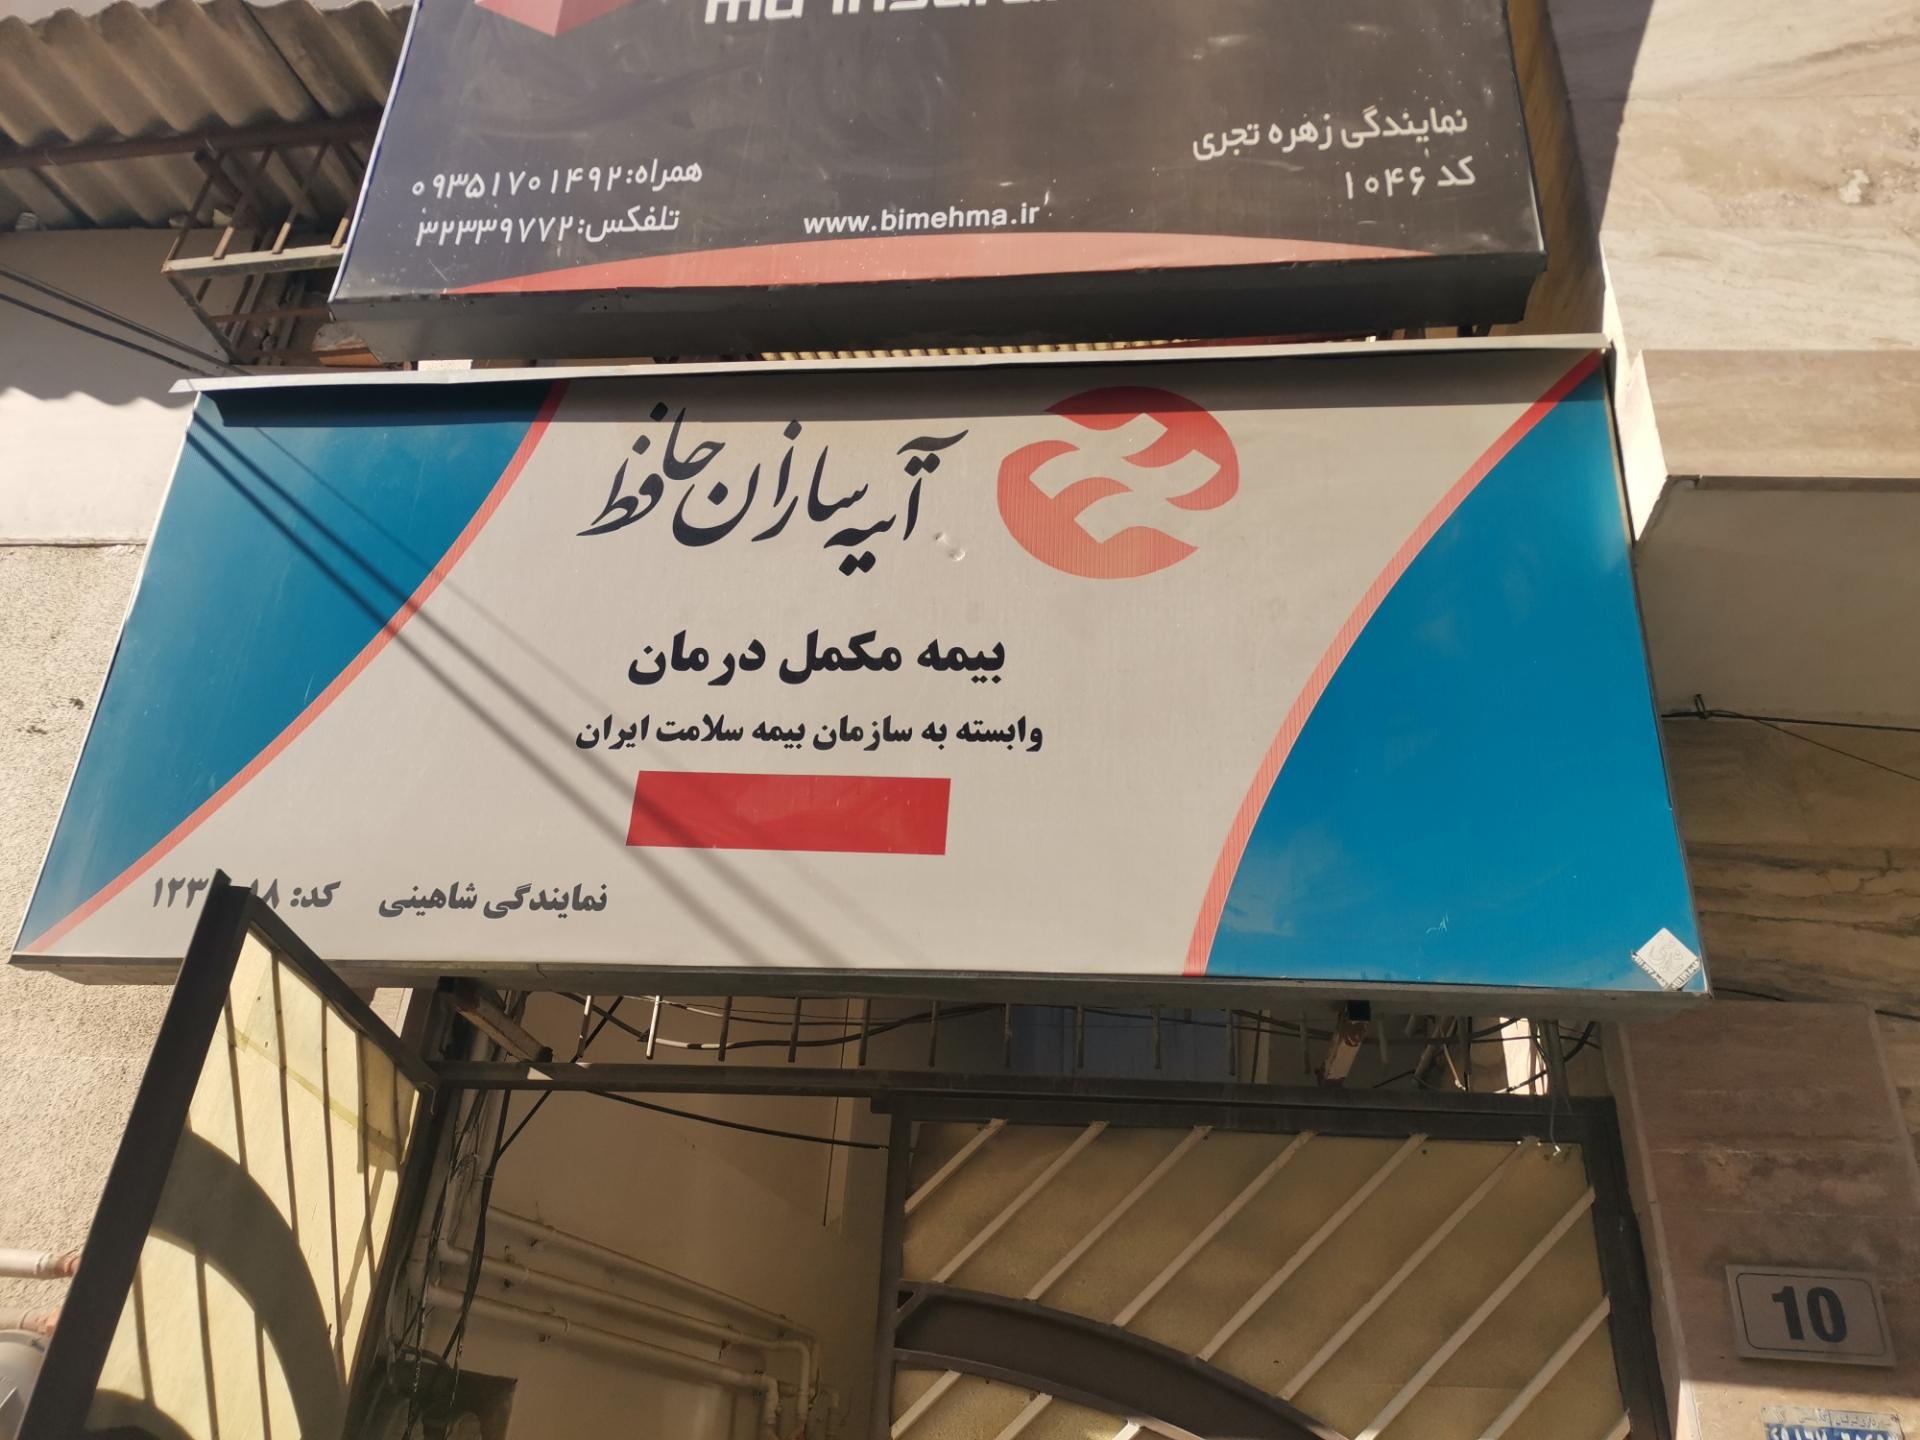 نمایندگی زهره تجری
کد ۱۰۴۶
همراه: ۰۹۳۵۱۷۰۱۴۹۲
تلفکس: ۳۲۳۳۹۷۷۲
www.bimehma.ir
آتیه سازان حافظ
بیمه مکمل درمان
وابسته به سازمان بیمه سلامت ایران
نمایندگی شاهینی کد:
10